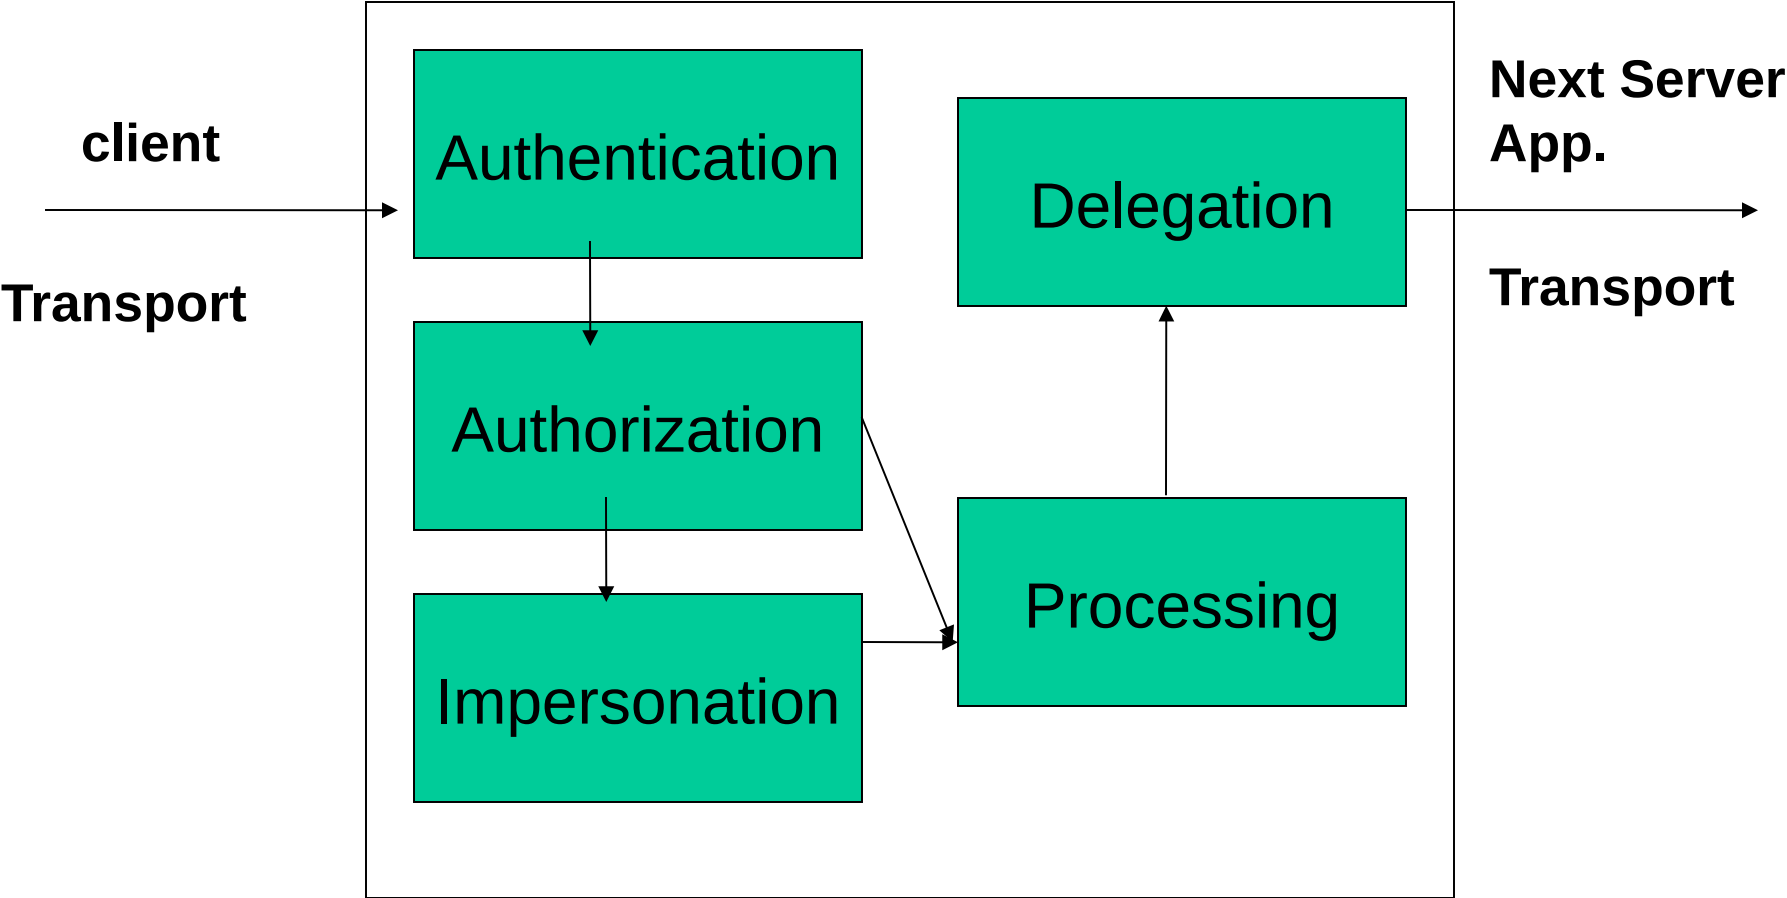 client
Transport
Authentication
Authorization
Impersonation
Delegation
Processing
Next Server
App.
Transport